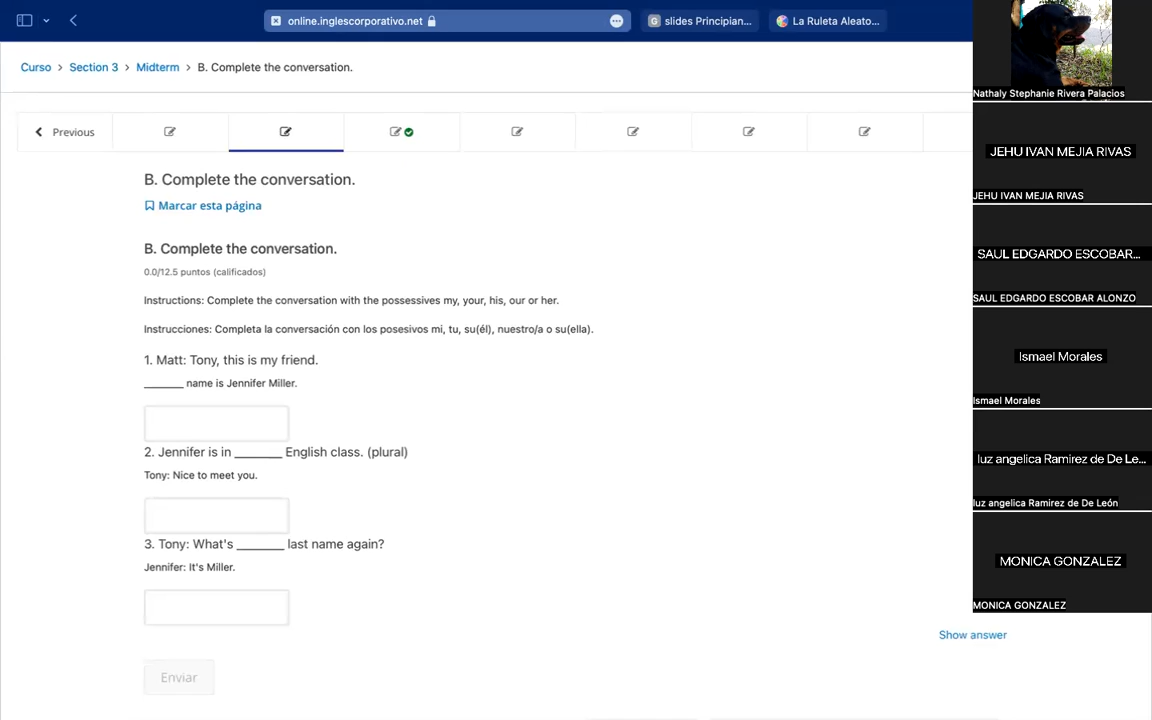 online.inglescorporativo.net
slides Principian...
La Ruleta Aleato...
Curso > Section 3 > Midterm > B. Complete the conversation.
Previous
B. Complete the conversation.
Marcar esta página
B. Complete the conversation.
0.0/12.5 puntos (calificados)
Instructions: Complete the conversation with the possessives my, your, his, our or her.
Instrucciones: Completa la conversación con los posesivos mi, tu, su(él), nuestro/a o su(ella).
1. Matt: Tony, this is my friend.
_______ name is Jennifer Miller.
2. Jennifer is in _______ English class. (plural)
Tony: Nice to meet you.
3. Tony: What's _______ last name again?
Jennifer: It's Miller.
Show answer
Enviar
Nathaly Stephanie Rivera Palacios
JEHU IVAN MEJIA RIVAS
JEHU IVAN MEJIA RIVAS
SAUL EDGARDO ESCOBAR...
SAUL EDGARDO ESCOBAR ALONZO
Ismael Morales
Ismael Morales
luz angelica Ramirez de De Le...
luz angelica Ramirez de De León
MONICA GONZALEZ
MONICA GONZALEZ